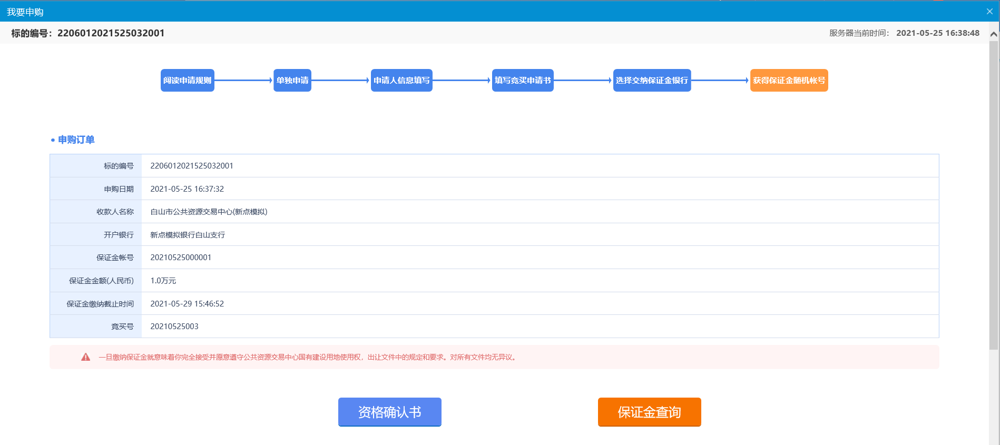 我要申购
标的编号：2206012021525032001
服务器当前时间： 2021-05-25 16:38:48
阅读申请规则
单独申请
申请人信息填写
填写竞买申请书
选择交纳保证金银行
获得保证金随机帐号
申购订单
标的编号 2206012021525032001
申购日期 2021-05-25 16:37:32
收款人名称 白山市公共资源交易中心(新点模拟)
开户银行 新点模拟银行白山支行
保证金帐号 20210525000001
保证金金额(人民币) 1.0万元
保证金缴纳截止时间 2021-05-29 15:46:52
竞买号 20210525003
一旦缴纳保证金就意味着你完全接受并愿意遵守公共资源交易中心国有建设用地使用权，出让文件中的规定和要求。对所有文件均无异议。
资格确认书
保证金查询